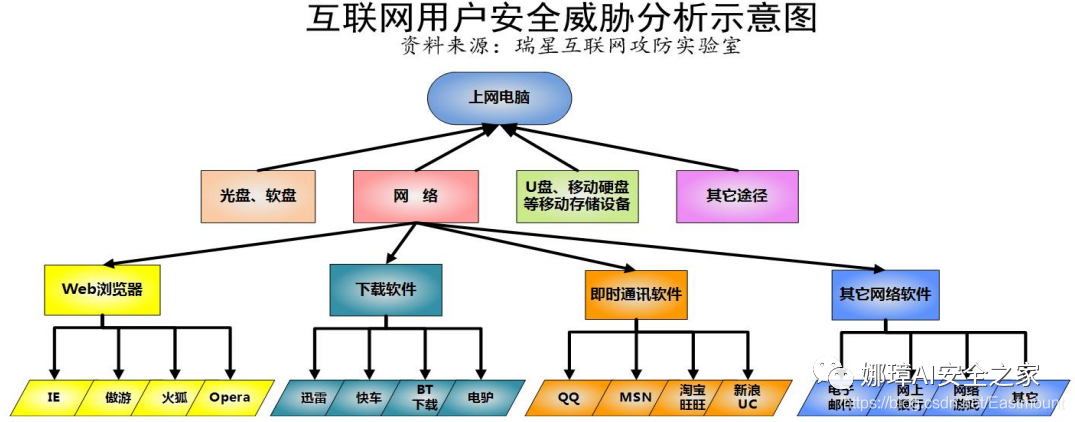 互联网用户安全威胁分析示意图
资料来源：瑞星互联网攻防实验室
上网电脑
光盘、软盘
网 络
U盘、移动硬盘
等移动存储设备
其它途径
Web浏览器
下载软件
即时通讯软件
其它网络软件
IE
傲游
火狐
Opera
迅雷
快车
BT
下载
电驴
QQ
MSN
淘宝
旺旺
新浪
UC
电子
邮件
网上
银行
网络
游戏
其它
娜璋AI安全之家
https://blog.csdn.net/Eastmount